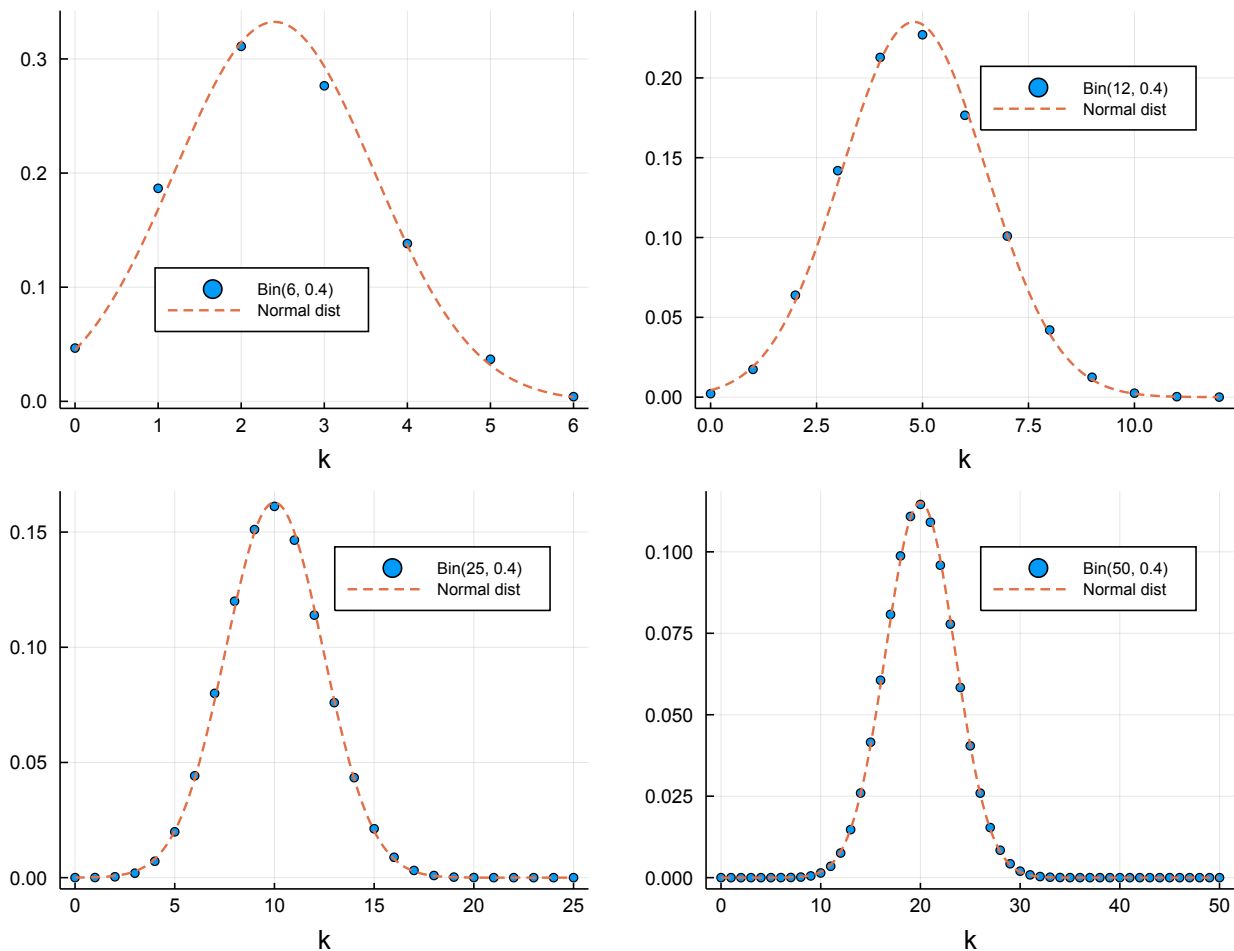 0.3
0.2
0.1
0.0
Bin(6, 0.4)
Normal dist
0 1 2 3 4 5 6
k
0.20
0.15
0.10
0.05
0.00
Bin(12, 0.4)
Normal dist
0.0 2.5 5.0 7.5 10.0
k
0.15
0.10
0.05
0.00
Bin(25, 0.4)
Normal dist
0 5 10 15 20 25
k
0.100
0.075
0.050
0.025
0.000
Bin(50, 0.4)
Normal dist
0 10 20 30 40 50
k